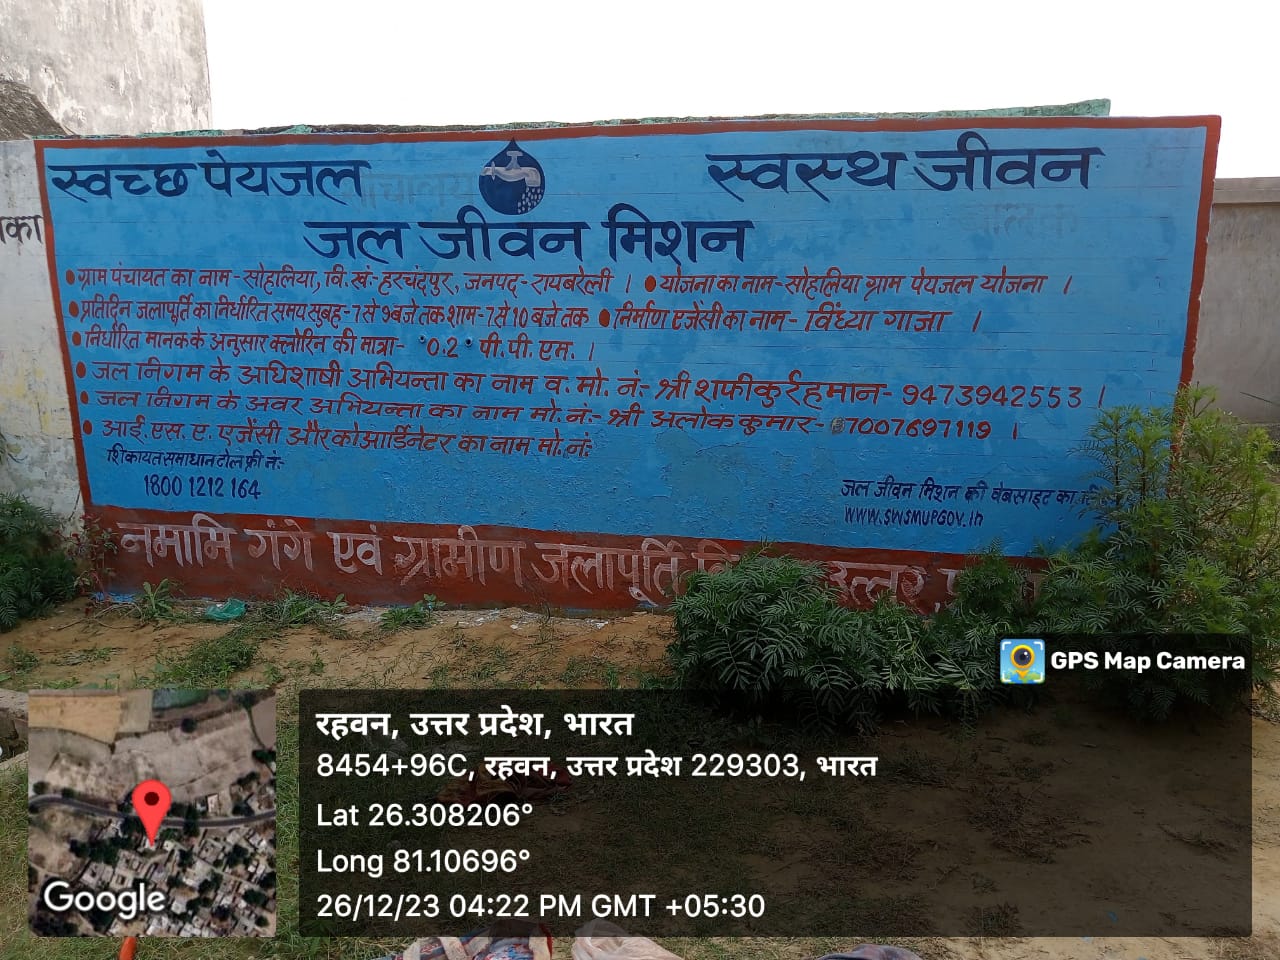 स्वच्छ पेयजल
स्वस्थ जीवन
जल जीवन मिशन
•ग्राम पंचायत का नाम-सोहालिया, वि.खं:-हरचंदपुर, जनपद्-रायबरेली । •योजना का नाम-सोहालिया ग्राम पेयजल योजना ।
•प्रतिदिन जलापूर्ति का निर्धारित समय सुबह-7 से 9 बजे तक शाम-7 से 10 बजे तक •निर्माण एजेंसी का नाम- विंध्या गाजा ।
•निर्धारित मानक के अनुसार क्लोरिन की मात्रा- '0.2' पी.पी.एम. ।
• जल निगम के अधिशाषी अभियन्ता का नाम व. मो. नं:- श्री शफीकुर्रहमान- 9473942553 ।
• जल निगम के अवर अभियन्ता का नाम मो.नं:- श्री अलोक कुमार- 7007697119 ।
• आई.एस.ए. एजेंसी और कोआर्डिनेटर का नाम मो.नं:
शिकायत समाधान टोल फ्री नं:-
1800 1212 164
जल जीवन मिशन की वेबसाइट का
WWW.SWSMUPGOV.in
नमामि गंगे एवं ग्रामीण जलापूर्ति उत्तर
GPS Map Camera
रहवन, उत्तर प्रदेश, भारत
8454+96C, रहवन, उत्तर प्रदेश 229303, भारत
Lat 26.308206°
Long 81.10696°
26/12/23 04:22 PM GMT +05:30
Google